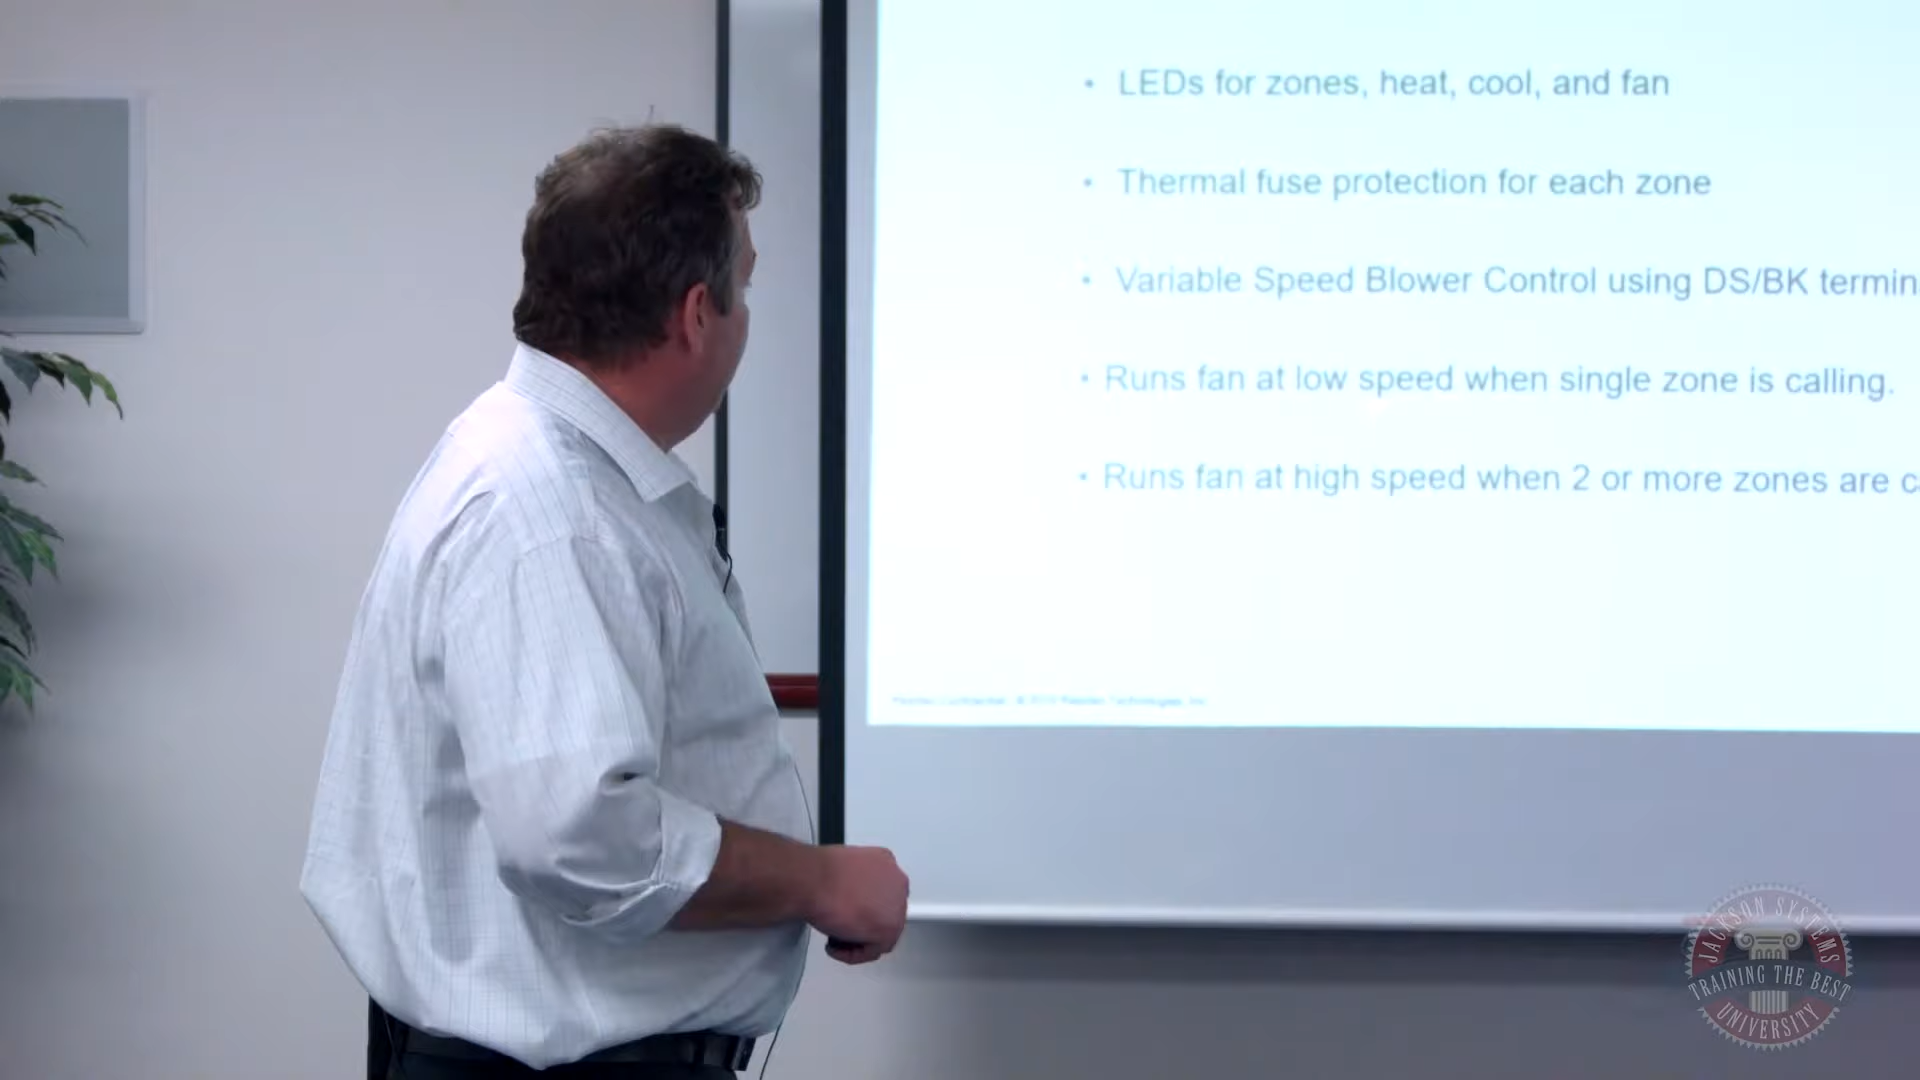 • LEDs for zones, heat, cool, and fan
• Thermal fuse protection for each zone
• Variable Speed Blower Control using DS/BK termin
• Runs fan at low speed when single zone is calling.
• Runs fan at high speed when 2 or more zones are c
JACKSON SYSTEMS
TRAINING THE BEST
UNIVERSITY